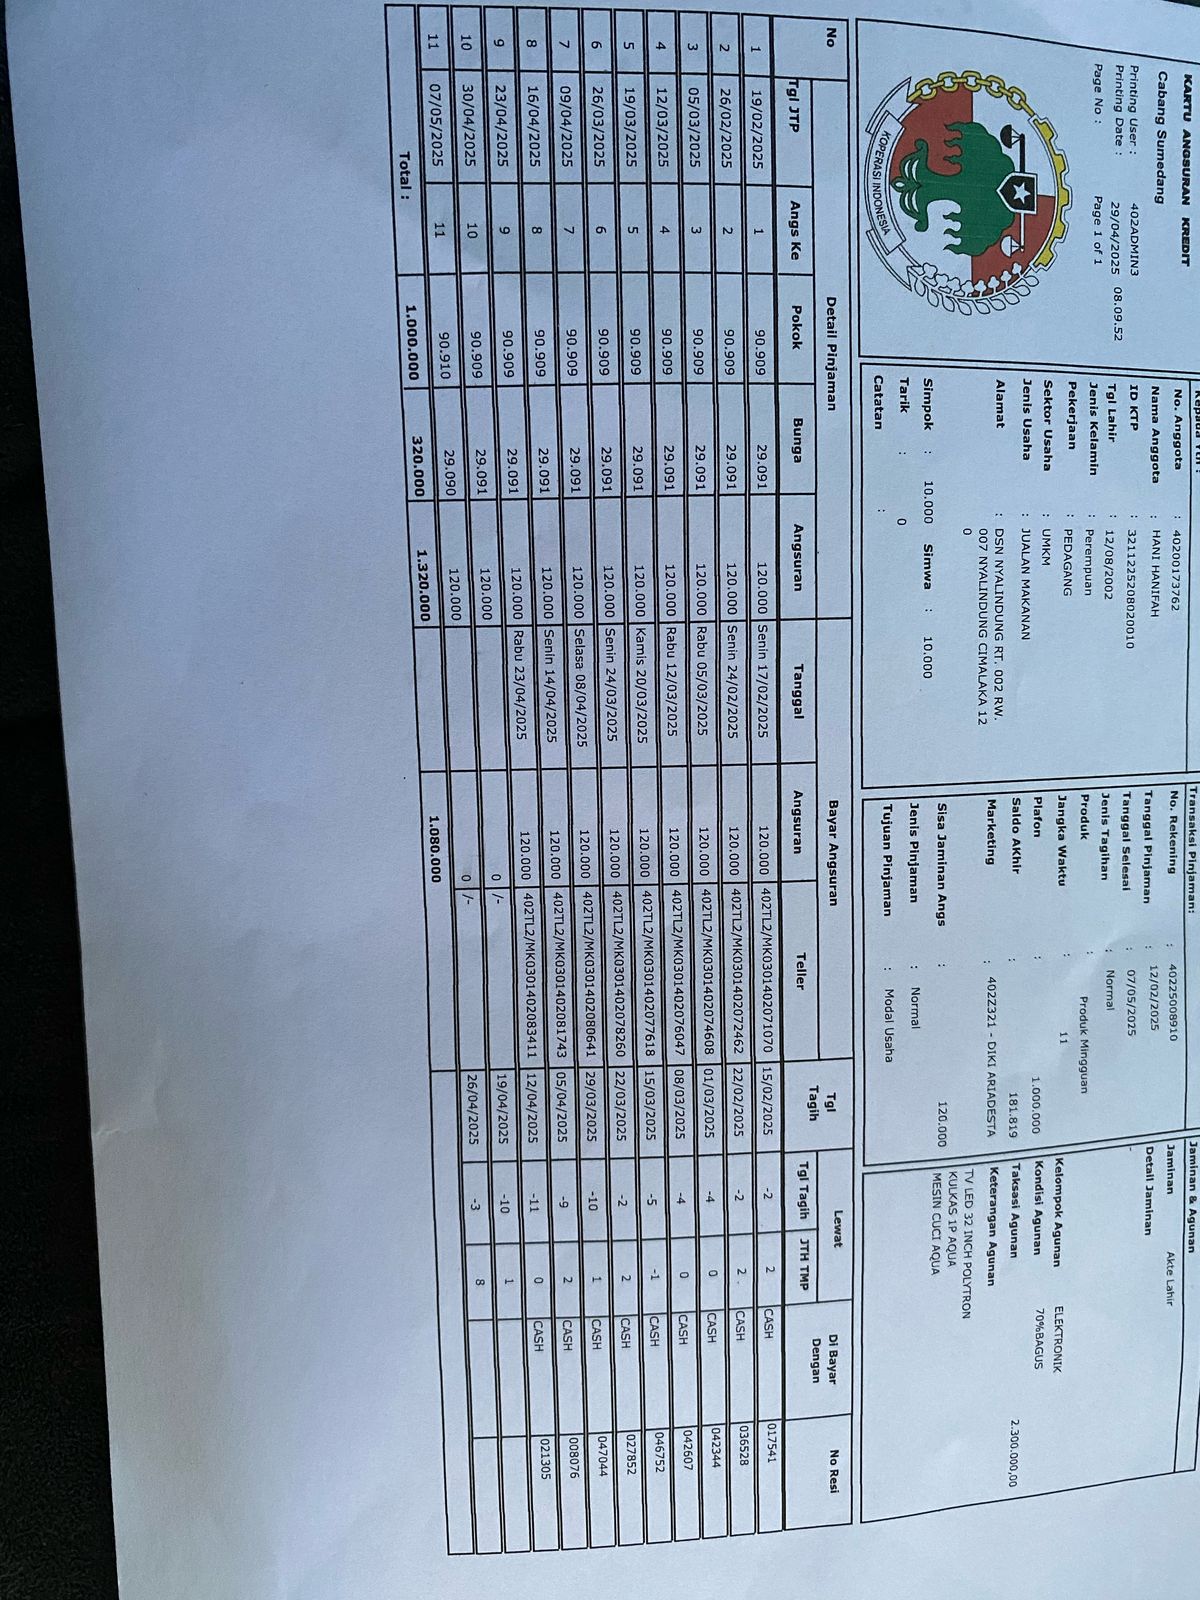 KARTU ANGSURAN KREDIT
Cabang Sumedang
Printing User : 402ADMIN3
Printing Date : 29/04/2025 08.09.52
Page No : Page 1 of 1
KOPERASI INDONESIA
No. Anggota : 40200173762
Nama Anggota : HANI HANIFAH
ID KTP : 3211225208020010
Tgl Lahir : 12/08/2002
Jenis Kelamin : Perempuan
Pekerjaan : PEDAGANG
Sektor Usaha : UMKM
Jenis Usaha : JUALAN MAKANAN
Alamat : DSN NYALINDUNG RT. 002 RW.
007 NYALINDUNG CIMALAKA 12
0
Simpok : 10.000 Simwa : 10.000
Tarik : 0
Catatan :
Transaksi Pinjaman:
No. Rekening : 40225008910
Tanggal Pinjaman : 12/02/2025
Tanggal Selesai : 07/05/2025
Jenis Tagihan : Normal
Produk : Produk Mingguan
Jangka Waktu : 11
Plafon : 1.000.000
Saldo AKhir : 181.819
Marketing : 402Z321 - DIKI ARIADESTA
Sisa Jaminan Angs : 120.000
Jenis Pinjaman : Normal
Tujuan Pinjaman : Modal Usaha
Jaminan & Agunan
Jaminan Akte Lahir
Detail Jaminan
-
Kelompok Agunan ELEKTRONIK
Kondisi Agunan 70%BAGUS
Taksasi Agunan 2.300.000,00
Keterangan Agunan
TV LED 32 INCH POLYTRON
KULKAS 1P AQUA
MESIN CUCI AQUA
No Detail Pinjaman Bayar Angsuran Tgl Tagih Lewat Di Bayar Dengan No Resi
Tgl JTP Angs Ke Pokok Bunga Angsuran Tanggal Angsuran Teller Tgl Tagih JTH TMP
1 19/02/2025 1 90.909 29.091 120.000 Senin 17/02/2025 120.000 402TL2/MK0301402071070 15/02/2025 -2 2 CASH 017541
2 26/02/2025 2 90.909 29.091 120.000 Senin 24/02/2025 120.000 402TL2/MK0301402072462 22/02/2025 -2 2 CASH 036528
3 05/03/2025 3 90.909 29.091 120.000 Rabu 05/03/2025 120.000 402TL2/MK0301402074608 01/03/2025 -4 0 CASH 042344
4 12/03/2025 4 90.909 29.091 120.000 Rabu 12/03/2025 120.000 402TL2/MK0301402076047 08/03/2025 -4 0 CASH 042607
5 19/03/2025 5 90.909 29.091 120.000 Kamis 20/03/2025 120.000 402TL2/MK0301402077618 15/03/2025 -5 -1 CASH 046752
6 26/03/2025 6 90.909 29.091 120.000 Senin 24/03/2025 120.000 402TL2/MK0301402078260 22/03/2025 -2 2 CASH 027852
7 09/04/2025 7 90.909 29.091 120.000 Selasa 08/04/2025 120.000 402TL2/MK0301402080641 29/03/2025 -10 1 CASH 047044
8 16/04/2025 8 90.909 29.091 120.000 Senin 14/04/2025 120.000 402TL2/MK0301402081743 05/04/2025 -9 2 CASH 008076
9 23/04/2025 9 90.909 29.091 120.000 Rabu 23/04/2025 120.000 402TL2/MK0301402083411 12/04/2025 -11 0 CASH 021305
10 30/04/2025 10 90.909 29.091 120.000 0 /- 19/04/2025 -10 1
11 07/05/2025 11 90.910 29.090 120.000 0 /- 26/04/2025 -3 8
Total : 1.000.000 320.000 1.320.000 1.080.000